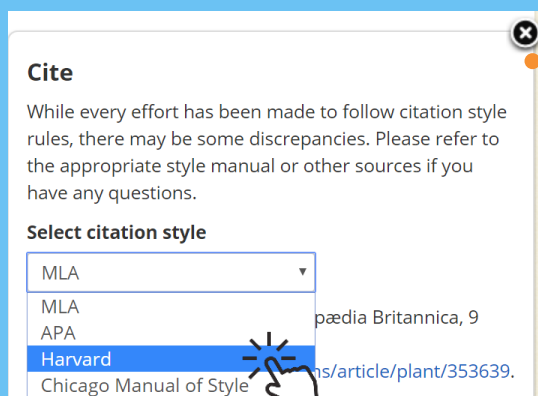 Cite
While every effort has been made to follow citation style
rules, there may be some discrepancies. Please refer to
the appropriate style manual or other sources if you
have any questions.
Select citation style
MLA
MLA
pædia Britannica, 9
APA
Harvard
ns/article/plant/353639.
Chicago Manual of Style